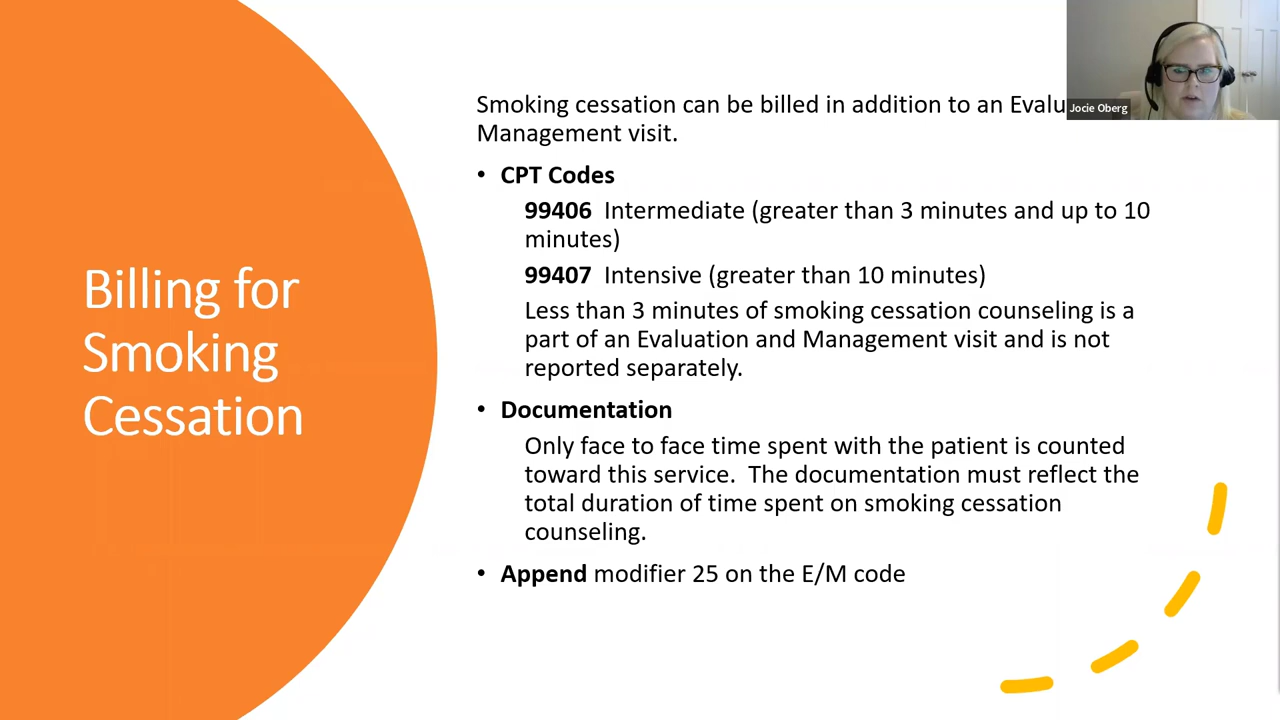 Jocie Oberg
Billing for
Smoking
Cessation
Smoking cessation can be billed in addition to an
Management visit.
• CPT Codes
99406 Intermediate (greater than 3 minutes and up to 10
minutes)
99407 Intensive (greater than 10 minutes)
Less than 3 minutes of smoking cessation counseling is a
part of an Evaluation and Management visit and is not
reported separately.
• Documentation
Only face to face time spent with the patient is counted
toward this service. The documentation must reflect the
total duration of time spent on smoking cessation
counseling.
• Append modifier 25 on the E/M code